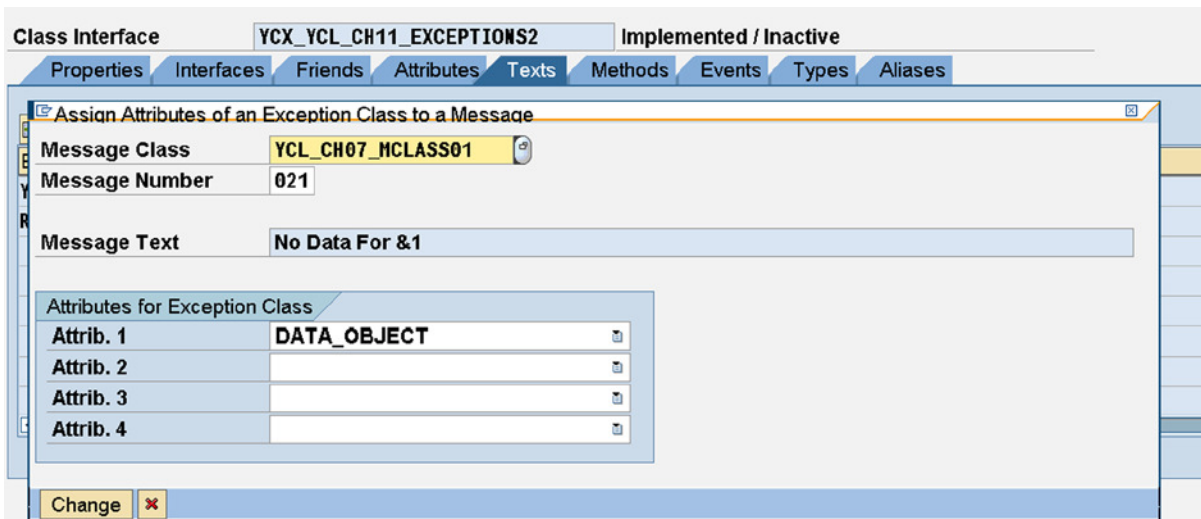 Class Interface YCX_YCL_CH11_EXCEPTIONS2 Implemented / Inactive
Properties Interfaces Friends Attributes Texts Methods Events Types Aliases
Assign Attributes of an Exception Class to a Message
Message Class YCL_CH07_MCLASS01
Message Number 021
Message Text No Data For &1
Attributes for Exception Class
Attrib. 1 DATA_OBJECT
Attrib. 2
Attrib. 3
Attrib. 4
Change